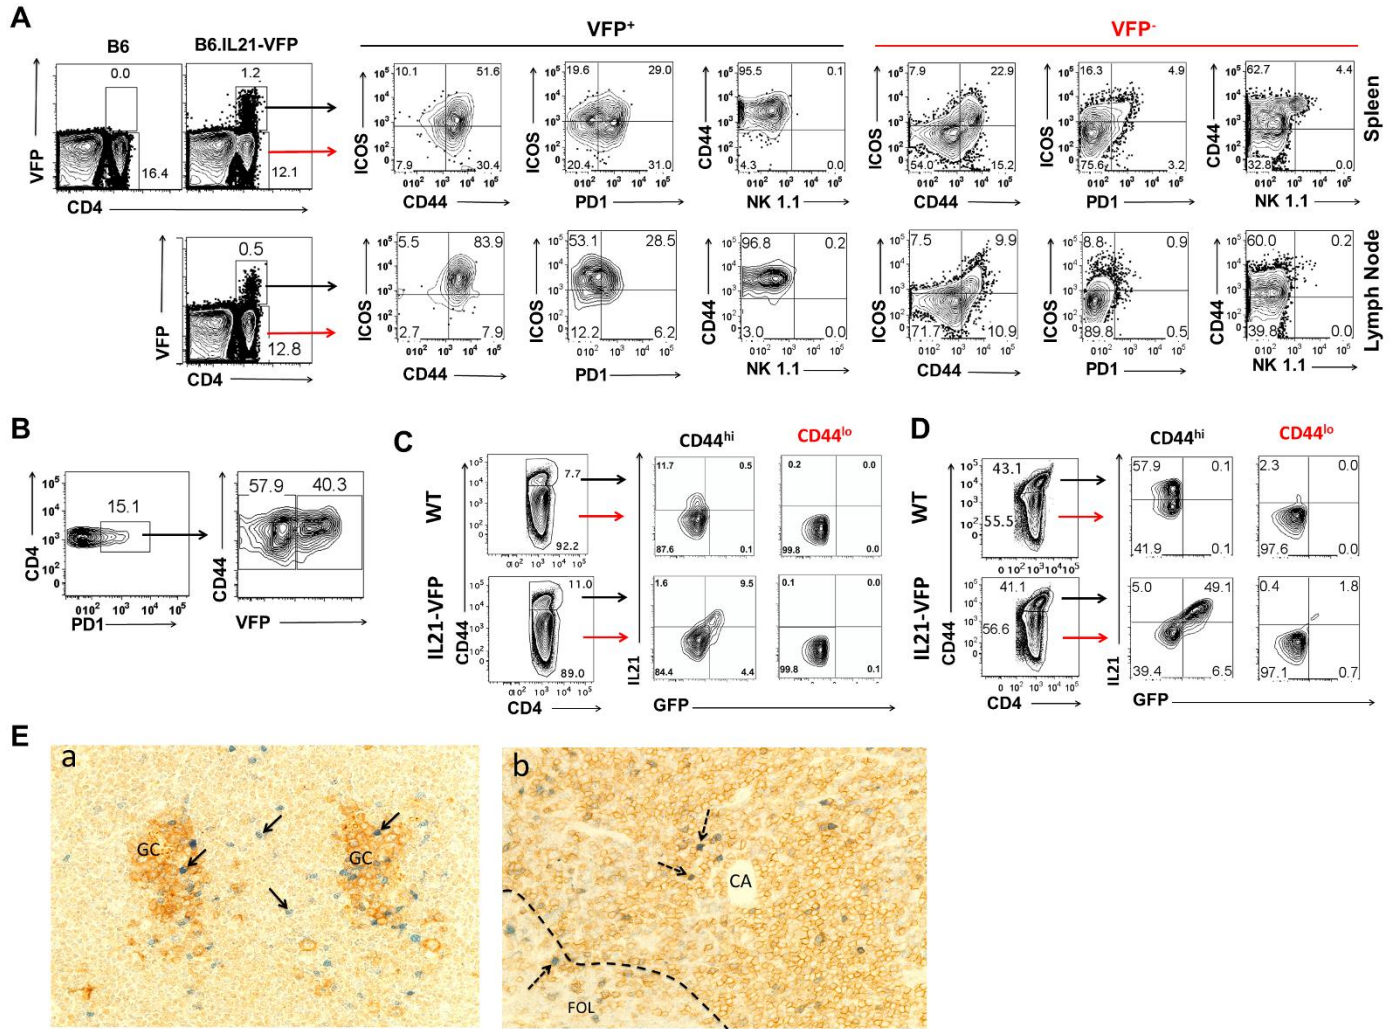 A
B6
B6.IL21-VFP
VFP+
VFP-
0.0
1.2
16.4
12.1
VFP
CD4
10.1 51.6
7.9 30.4
ICOS
CD44
19.6 29.0
20.4 31.0
ICOS
PD1
95.5 0.1
4.3 0.0
CD44
NK 1.1
7.9 22.9
54.0 15.2
ICOS
CD44
16.3 4.9
75.6 3.2
ICOS
PD1
62.7 4.4
32.8 0.0
CD44
NK 1.1
Spleen
0.5
12.8
VFP
CD4
5.5 83.9
2.7 7.9
ICOS
CD44
53.1 28.5
12.2 6.2
ICOS
PD1
96.8 0.2
3.0 0.0
CD44
NK 1.1
7.5 9.9
71.7 10.9
ICOS
CD44
8.8 0.9
89.8 0.5
ICOS
PD1
60.0 0.2
39.8 0.0
CD44
NK 1.1
Lymph Node
B
15.1
CD4
PD1
57.9 40.3
CD44
VFP
C
CD44hi
CD44lo
WT
7.7
92.2
11.7 0.5
87.6 0.1
0.2 0.0
99.8 0.0
IL21-VFP
11.0
89.0
CD44
CD4
1.6 9.5
84.4 4.4
0.1 0.0
99.8 0.1
IL21
GFP
D
CD44hi
CD44lo
WT
43.1
55.5
57.9 0.1
41.9 0.1
2.3 0.0
97.6 0.0
IL21-VFP
41.1
56.6
CD44
CD4
5.0 49.1
39.4 6.5
0.4 1.8
97.1 0.7
IL21
GFP
E
a
GC
GC
b
CA
FOL